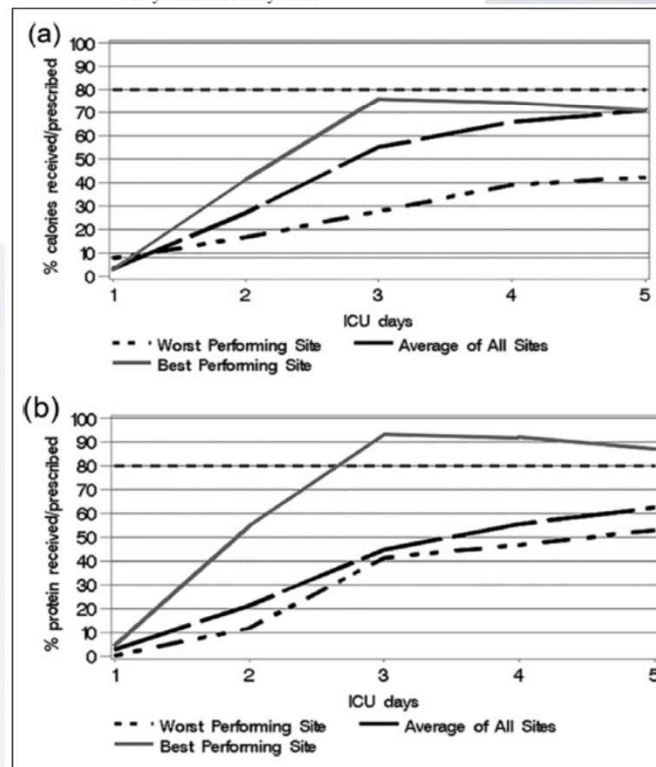 (a)
100
90
80
70
60
50
40
30
20
10
0
% calories received/prescribed
1 2 3 4 5
ICU days
Worst Performing Site Average of All Sites
Best Performing Site
(b)
100
90
80
70
60
50
40
30
20
10
0
% protein received/prescribed
1 2 3 4 5
ICU days
Worst Performing Site Average of All Sites
Best Performing Site